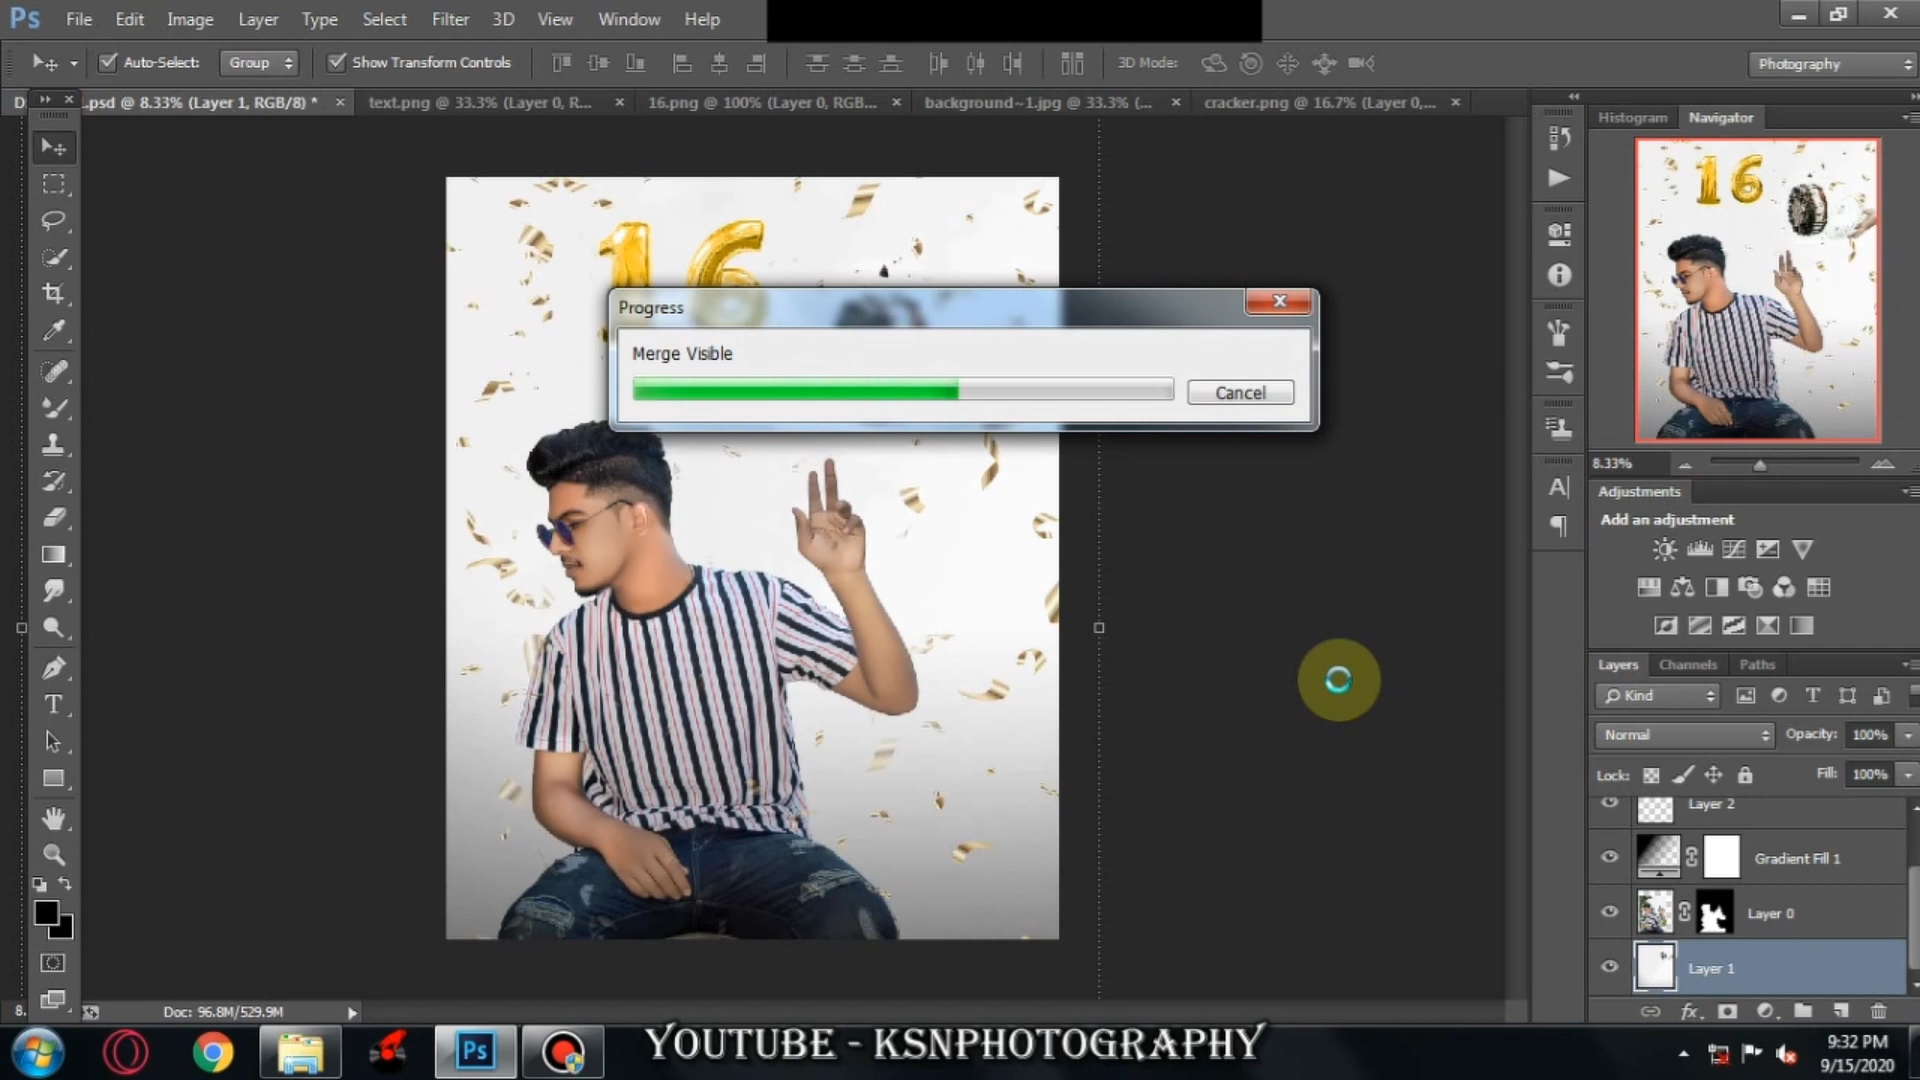 Ps File Edit Image Layer Type Select Filter 3D View Window Help
Auto-Select: Group Show Transform Controls 3D Mode: Photography
D .psd @ 8.33% (Layer 1, RGB/8) * text.png @ 33.3% (Layer 0, R... 16.png @ 100% (Layer 0, RGB... background~1.jpg @ 33.3% (... cracker.png @ 16.7% (Layer 0,...
Histogram Navigator
16
16
Progress
Merge Visible
Cancel
8.33%
Adjustments
Add an adjustment
Layers Channels Paths
Kind
Normal Opacity: 100%
Lock: Fill: 100%
Layer 2
Gradient Fill 1
Layer 0
Layer 1
8. Doc: 96.8M/529.9M
YOUTUBE - KSNPHOTOGRAPHY
Ps
9:32 PM
9/15/2020